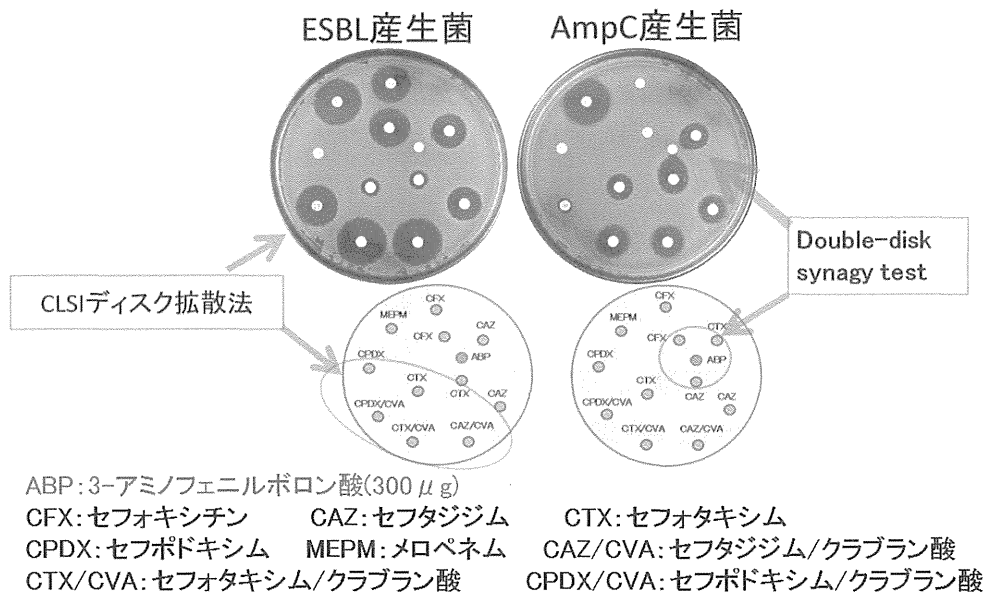 ESBL産生菌
AmpC産生菌
Double-disk
synagy test
CLSIディスク拡散法
CFX
MEPM
CFX
CAZ
CPDX
ABP
CTX
CTX
CAZ
CPDX/CVA
CTX/CVA
CAZ/CVA
CFX
MEPM
CTX
CFX
CPDX
ABP
CTX
CAZ
CAZ
CPDX/CVA
CTX/CVA
CAZ/CVA
ABP:3-アミノフェニルボロン酸(300μg)
CFX:セフォキシチン CAZ:セフタジジム CTX:セフォタキシム
CPDX:セフポドキシム MEPM:メロペネム CAZ/CVA:セフタジジム/クラブラン酸
CTX/CVA:セフォタキシム/クラブラン酸 CPDX/CVA:セフポドキシム/クラブラン酸